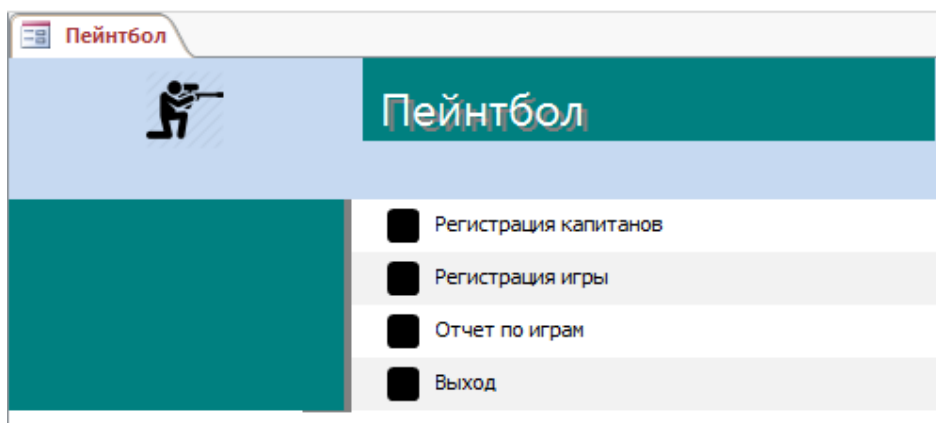 Пейнтбол
Пейнтбол
Регистрация капитанов
Регистрация игры
Отчет по играм
Выход